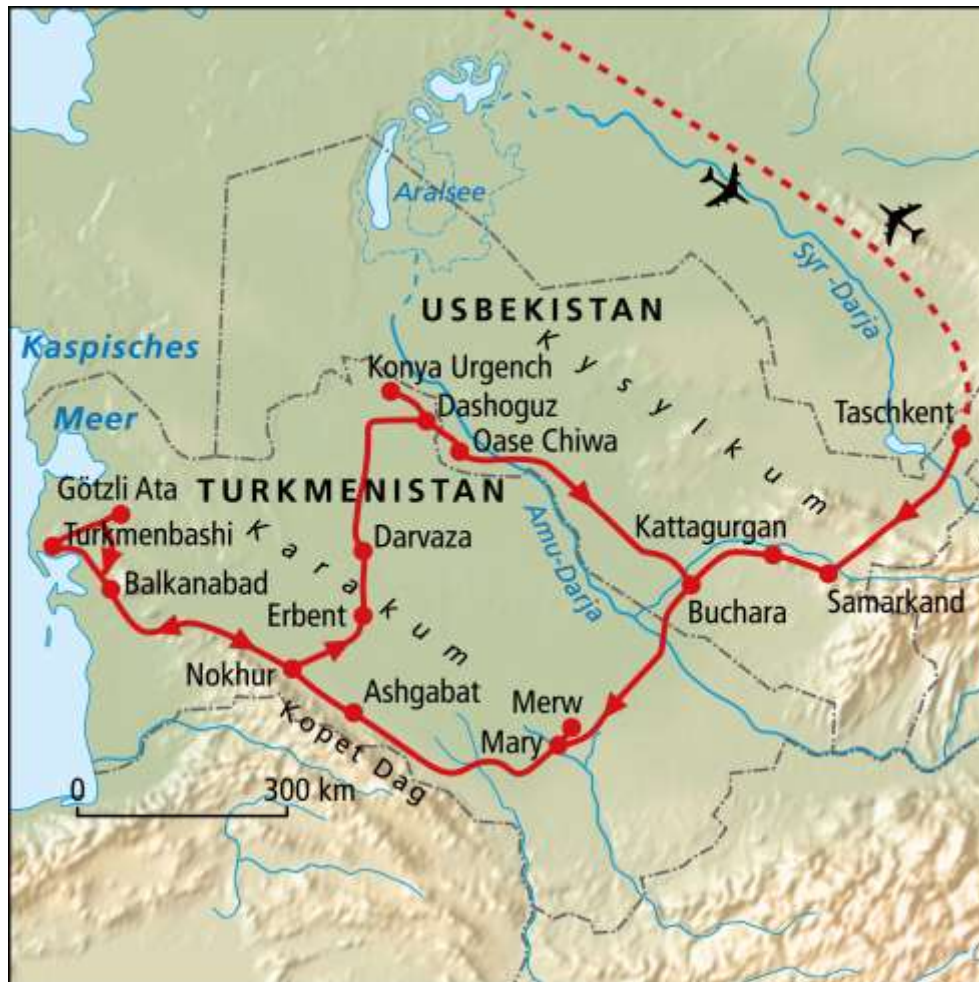 Aralsee
Syr-Darja
USBEKISTAN
Kaspisches
Meer
Kysylkum
Konya Urgench
Dashoguz
Taschkent
Oase Chiwa
Götzli Ata
TURKMENISTAN
Turkmenbashi
Karakum
Darvaza
Kattagurgan
Balkanabad
Amu-Darja
Erbent
Buchara
Samarkand
Nokhur
Ashgabat
Merw
Mary
Kopet Dag
0 300 km